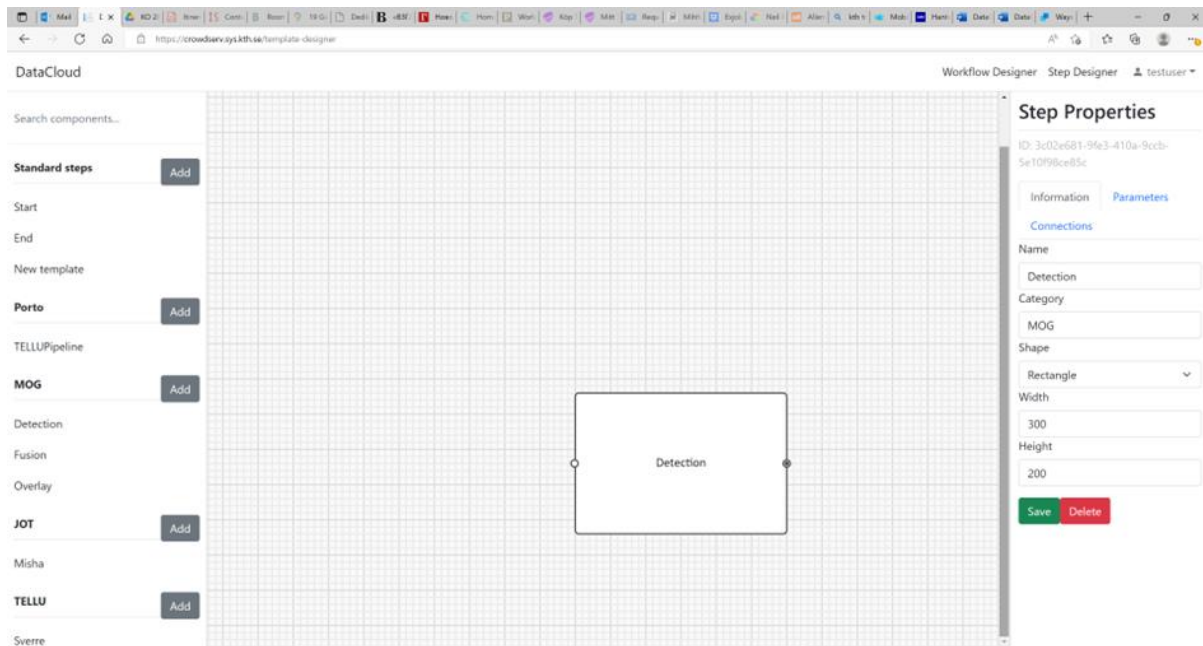 https://crowdserv.sys.kth.se/template-designer
DataCloud
Workflow Designer Step Designer testuser
Search components...
Standard steps Add
Start
End
New template
Porto Add
TELLUPipeline
MOG Add
Detection
Fusion
Overlay
JOT Add
Misha
TELLU Add
Sverre
Detection
Step Properties
ID: 3c02e681-9fe3-410a-9ccb-
5e10f98ce85c
Information Parameters
Connections
Name
Detection
Category
MOG
Shape
Rectangle
Width
300
Height
200
Save Delete